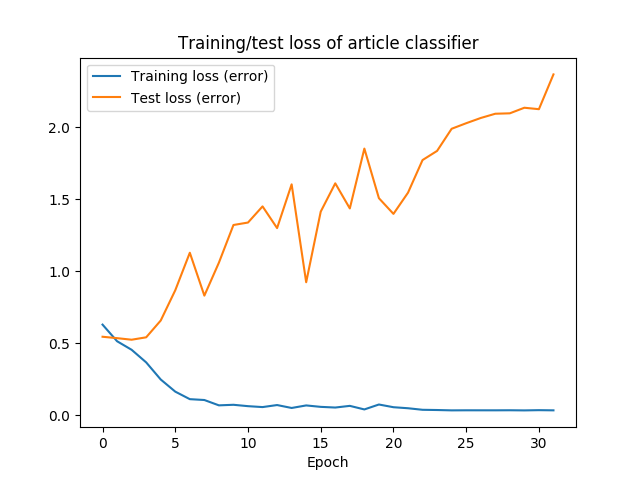 Training/test loss of article classifier
Training loss (error)
Test loss (error)
2.0
1.5
1.0
0.5
0.0
0 5 10 15 20 25 30
Epoch